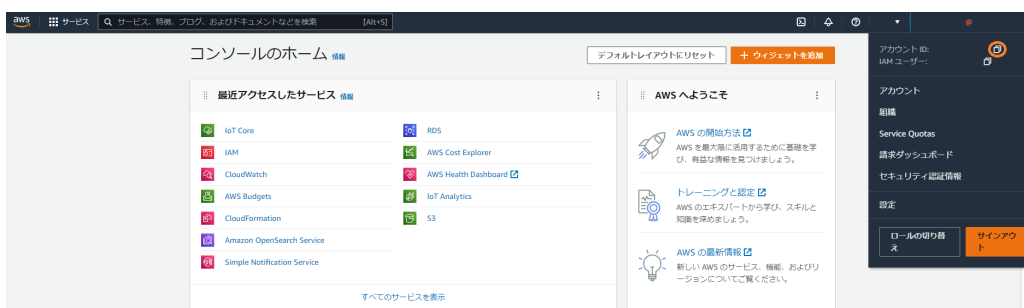 aws
サービス
サービス、特徴、ブログ、およびドキュメントなどを検索
[Alt+S]
@
コンソールのホーム 情報
デフォルトレイアウトにリセット
＋ ウィジェットを追加
アカウント ID:
IAM ユーザー:
アカウント
組織
Service Quotas
請求ダッシュボード
セキュリティ認証情報
設定
ロールの切り替
え
サインアウ
ト
最近アクセスしたサービス 情報
IoT Core
IAM
CloudWatch
AWS Budgets
CloudFormation
Amazon OpenSearch Service
Simple Notification Service
RDS
AWS Cost Explorer
AWS Health Dashboard
IoT Analytics
S3
すべてのサービスを表示
AWS へようこそ
AWS の開始方法
AWS を最大限に活用するために基礎を学
び、有益な情報を見つけましょう。
トレーニングと認定
AWS のエキスパートから学び、スキルと
知識を深めましょう。
AWS の最新情報
新しい AWS のサービス、機能、およびリ
ージョンについてご覧ください。